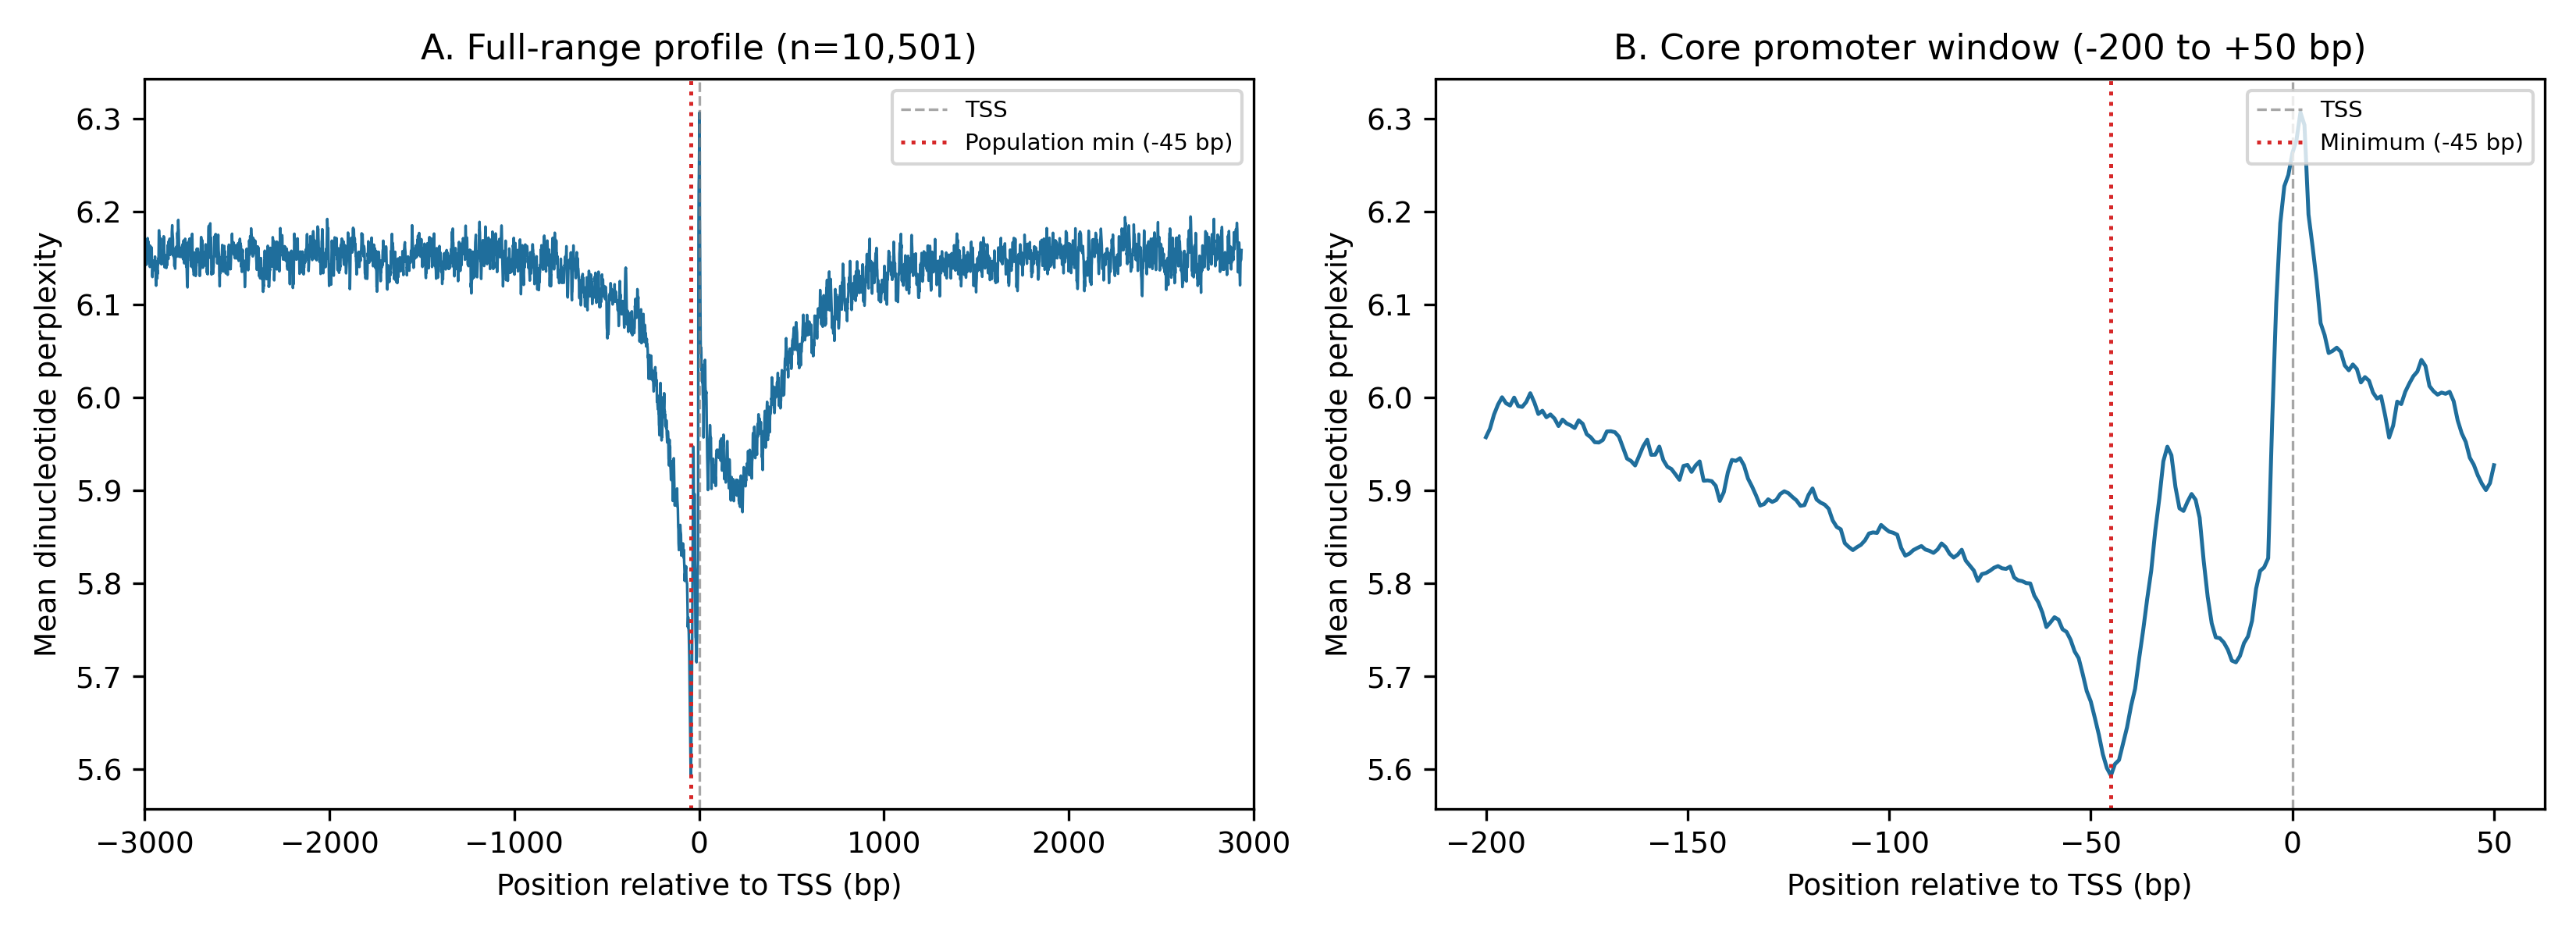 A. Full-range profile (n=10,501)
Mean dinucleotide perplexity
6.3
6.2
6.1
6.0
5.9
5.8
5.7
5.6
TSS
Population min (-45 bp)
−3000 −2000 −1000 0 1000 2000 3000
Position relative to TSS (bp)
B. Core promoter window (-200 to +50 bp)
Mean dinucleotide perplexity
6.3
6.2
6.1
6.0
5.9
5.8
5.7
5.6
TSS
Minimum (-45 bp)
−200 −150 −100 −50 0 50
Position relative to TSS (bp)